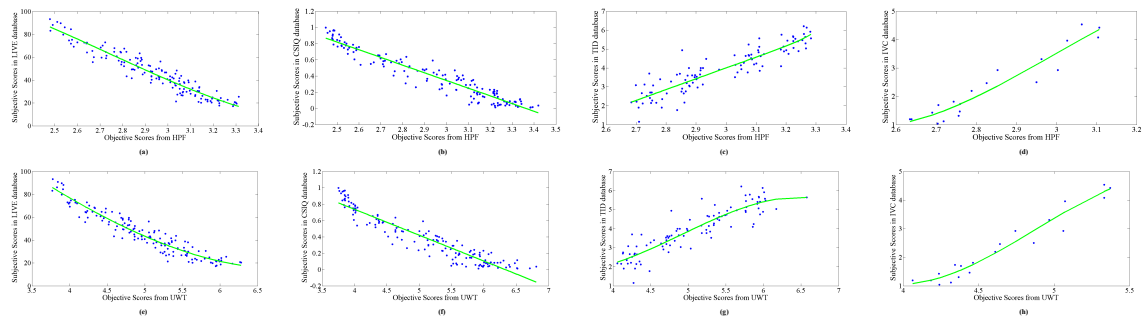 Subjective Scores in LIVE database
100
80
60
40
20
0
2.5 2.6 2.7 2.8 2.9 3 3.1 3.2 3.3 3.4
Objective Scores from HPF
(a)
Subjective Scores in CSIQ database
1.2
1
0.8
0.6
0.4
0.2
0
-0.2
2.4 2.5 2.6 2.7 2.8 2.9 3 3.1 3.2 3.3 3.4 3.5
Objective Scores from HPF
(b)
Subjective Scores in TID database
7
6
5
4
3
2
1
2.6 2.7 2.8 2.9 3 3.1 3.2 3.3 3.4
Objective Scores from HPF
(c)
Subjective Scores in IVC database
5
4
3
2
1
2.6 2.7 2.8 2.9 3 3.1 3.2
Objective Scores from HPF
(d)
Subjective Scores in LIVE database
100
80
60
40
20
0
3.5 4 4.5 5 5.5 6 6.5
Objective Scores from UWT
(e)
Subjective Scores in CSIQ database
1.2
1
0.8
0.6
0.4
0.2
0
-0.2
3.5 4 4.5 5 5.5 6 6.5 7
Objective Scores from UWT
(f)
Subjective Scores in TID database
7
6
5
4
3
2
1
4 4.5 5 5.5 6 6.5 7
Objective Scores from UWT
(g)
Subjective Scores in IVC database
5
4
3
2
1
4 4.5 5 5.5
Objective Scores from UWT
(h)